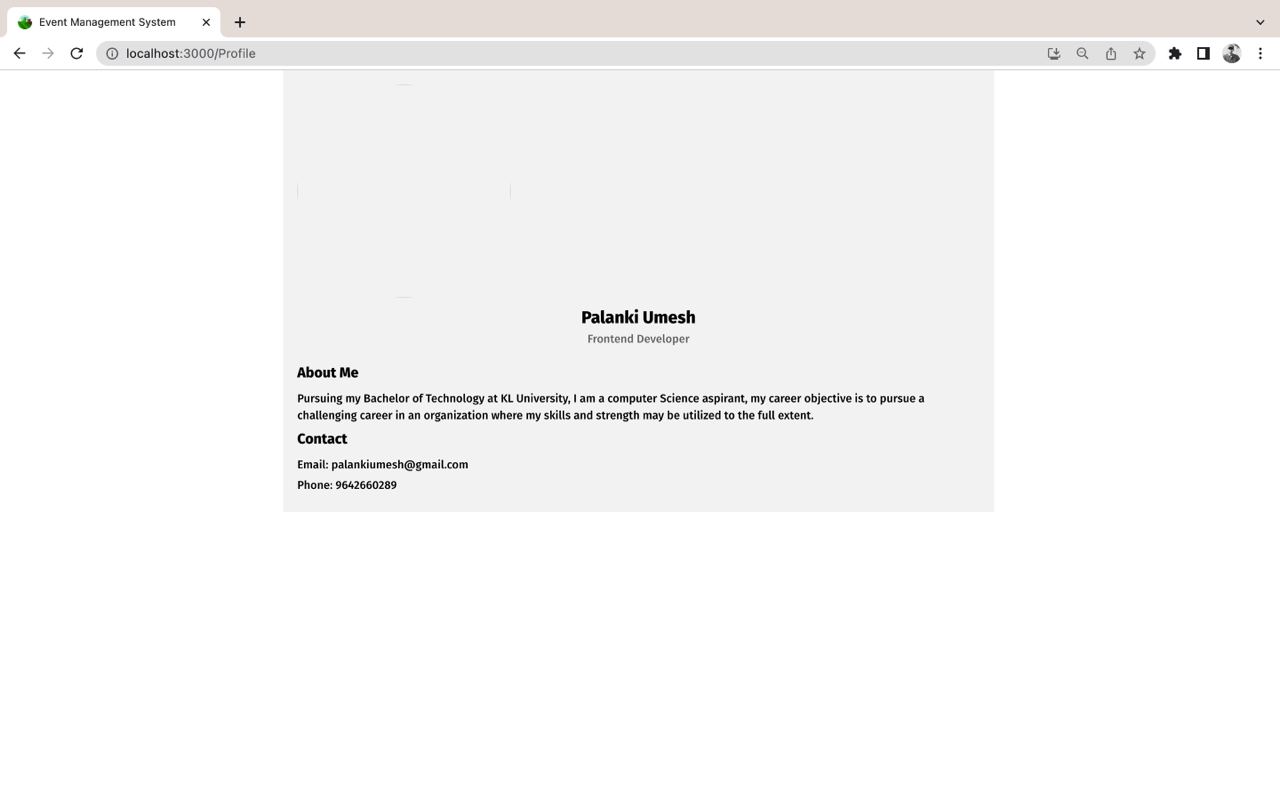 Event Management System
localhost:3000/Profile
Palanki Umesh
Frontend Developer
About Me
Pursuing my Bachelor of Technology at KL University, I am a computer Science aspirant, my career objective is to pursue a
challenging career in an organization where my skills and strength may be utilized to the full extent.
Contact
Email: palankiumesh@gmail.com
Phone: 9642660289